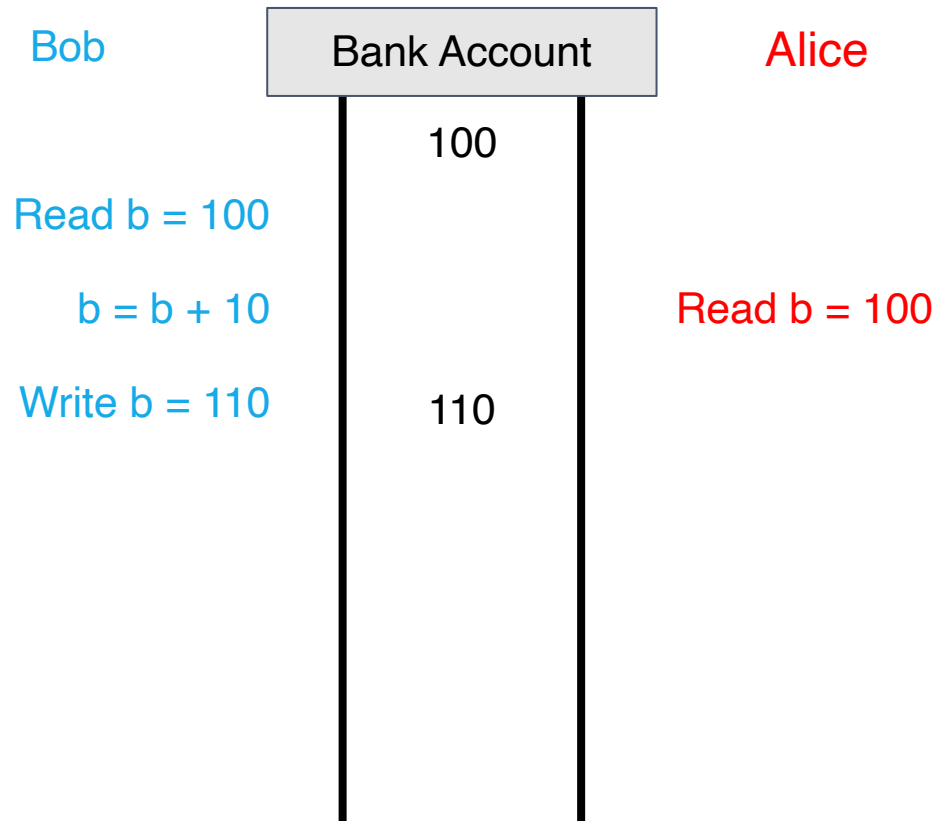 Bob
Bank Account
Alice
100
Read b = 100
b = b + 10
Read b = 100
Write b = 110
110